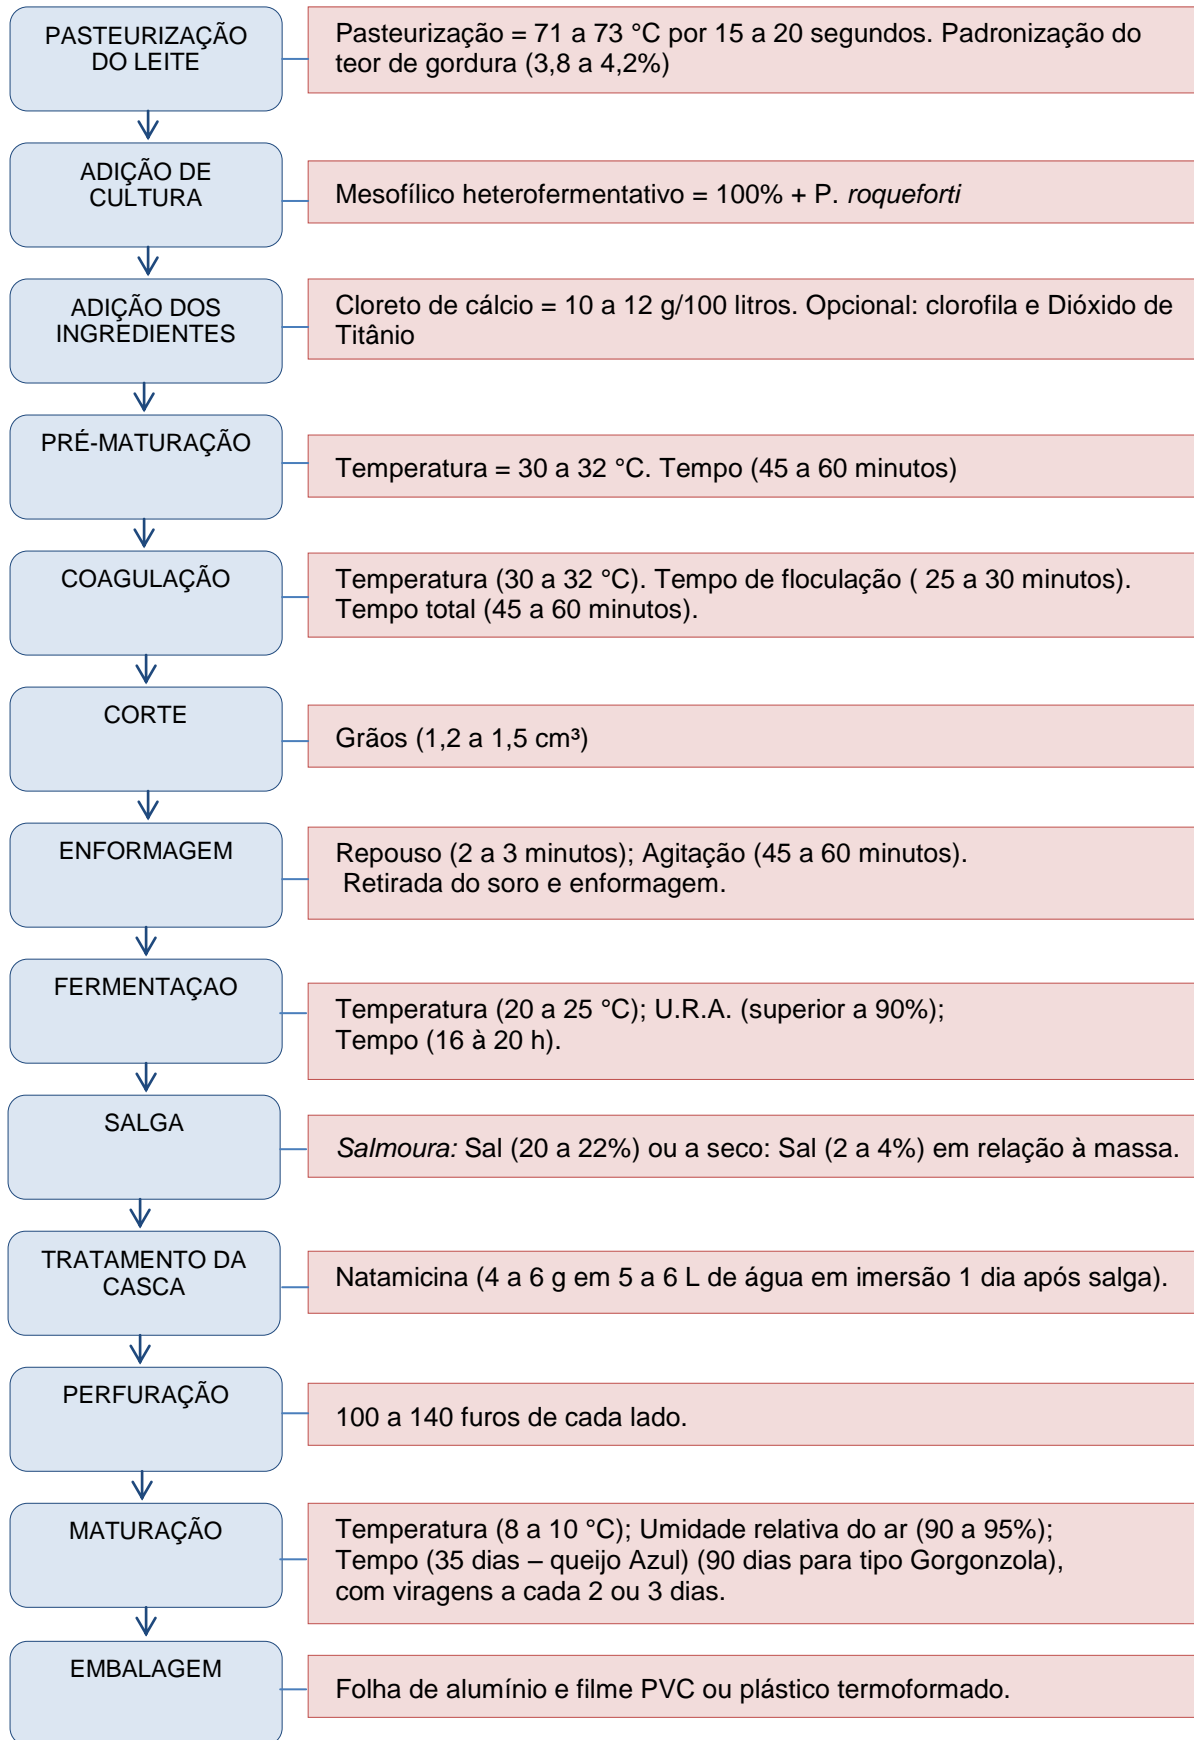 PASTEURIZAÇÃO
DO LEITE
Pasteurização = 71 a 73 °C por 15 a 20 segundos. Padronização do
teor de gordura (3,8 a 4,2%)
ADIÇÃO DE
CULTURA
Mesofílico heterofermentativo = 100% + P. roqueforti
ADIÇÃO DOS
INGREDIENTES
Cloreto de cálcio = 10 a 12 g/100 litros. Opcional: clorofila e Dióxido de
Titânio
PRÉ-MATURAÇÃO
Temperatura = 30 a 32 °C. Tempo (45 a 60 minutos)
COAGULAÇÃO
Temperatura (30 a 32 °C). Tempo de floculação ( 25 a 30 minutos).
Tempo total (45 a 60 minutos).
CORTE
Grãos (1,2 a 1,5 cm³)
ENFORMAGEM
Repouso (2 a 3 minutos); Agitação (45 a 60 minutos).
Retirada do soro e enformagem.
FERMENTAÇAO
Temperatura (20 a 25 °C); U.R.A. (superior a 90%);
Tempo (16 à 20 h).
SALGA
Salmoura: Sal (20 a 22%) ou a seco: Sal (2 a 4%) em relação à massa.
TRATAMENTO DA
CASCA
Natamicina (4 a 6 g em 5 a 6 L de água em imersão 1 dia após salga).
PERFURAÇÃO
100 a 140 furos de cada lado.
MATURAÇÃO
Temperatura (8 a 10 °C); Umidade relativa do ar (90 a 95%);
Tempo (35 dias – queijo Azul) (90 dias para tipo Gorgonzola),
com viragens a cada 2 ou 3 dias.
EMBALAGEM
Folha de alumínio e filme PVC ou plástico termoformado.